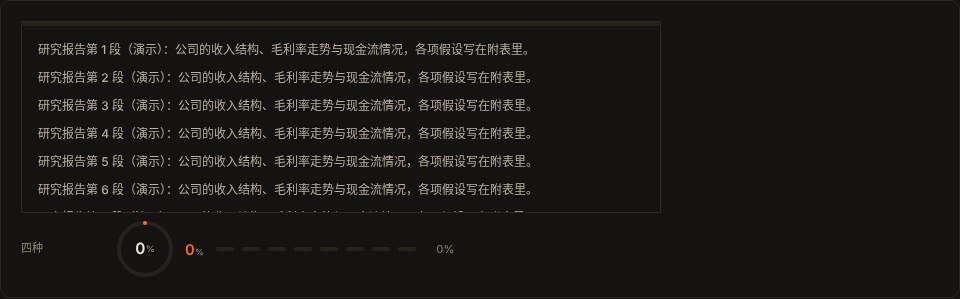 研究报告第 1 段（演示）：公司的收入结构、毛利率走势与现金流情况，各项假设写在附表里。
研究报告第 2 段（演示）：公司的收入结构、毛利率走势与现金流情况，各项假设写在附表里。
研究报告第 3 段（演示）：公司的收入结构、毛利率走势与现金流情况，各项假设写在附表里。
研究报告第 4 段（演示）：公司的收入结构、毛利率走势与现金流情况，各项假设写在附表里。
研究报告第 5 段（演示）：公司的收入结构、毛利率走势与现金流情况，各项假设写在附表里。
研究报告第 6 段（演示）：公司的收入结构、毛利率走势与现金流情况，各项假设写在附表里。
四种 0% 0% 0%